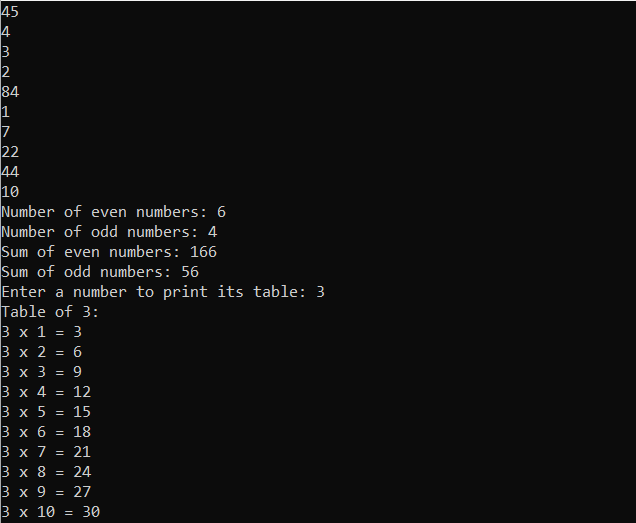 45
4
3
2
84
1
7
22
44
10
Number of even numbers: 6
Number of odd numbers: 4
Sum of even numbers: 166
Sum of odd numbers: 56
Enter a number to print its table: 3
Table of 3:
3 x 1 = 3
3 x 2 = 6
3 x 3 = 9
3 x 4 = 12
3 x 5 = 15
3 x 6 = 18
3 x 7 = 21
3 x 8 = 24
3 x 9 = 27
3 x 10 = 30